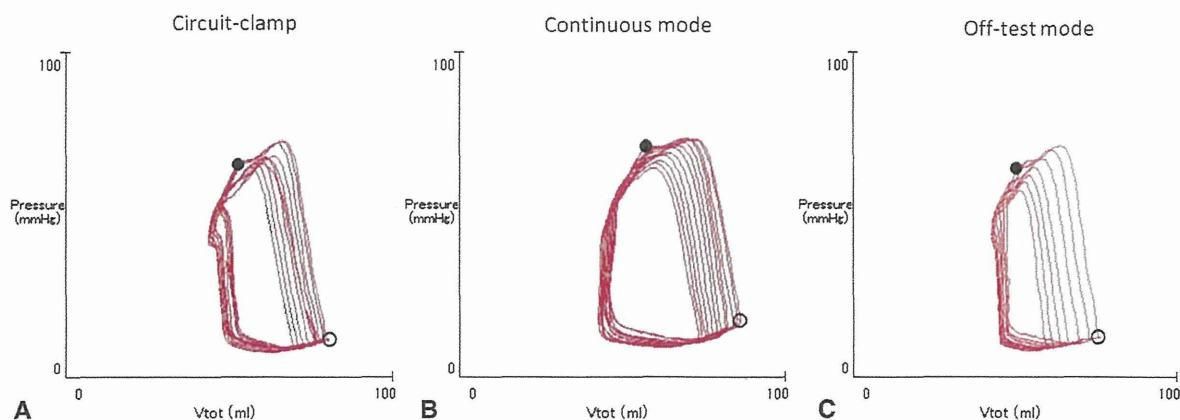 Circuit-clamp
100
Pressure
(mmHg)
0
0
100
Vtot (ml)
A
Continuous mode
100
Pressure
(mmHg)
0
0
100
Vtot (ml)
B
Off-test mode
100
Pressure
(mmHg)
0
0
100
Vtot (ml)
C